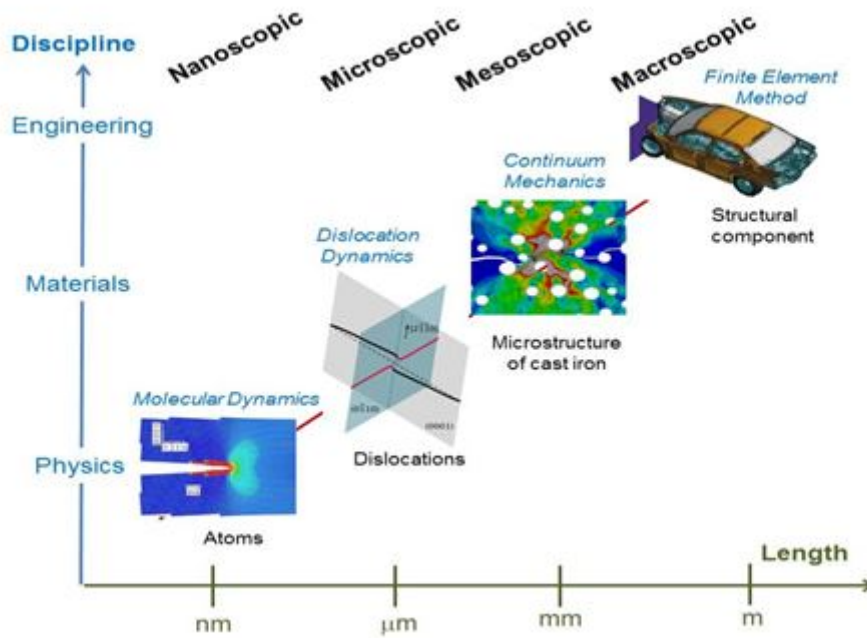 Discipline
Nanoscopic
Microscopic
Mesoscopic
Macroscopic
Engineering
Finite Element
Method
Continuum
Mechanics
Structural
component
Dislocation
Dynamics
Materials
Microstructure
of cast iron
Molecular Dynamics
(0001)
Physics
Dislocations
Atoms
Length
nm
μm
mm
m